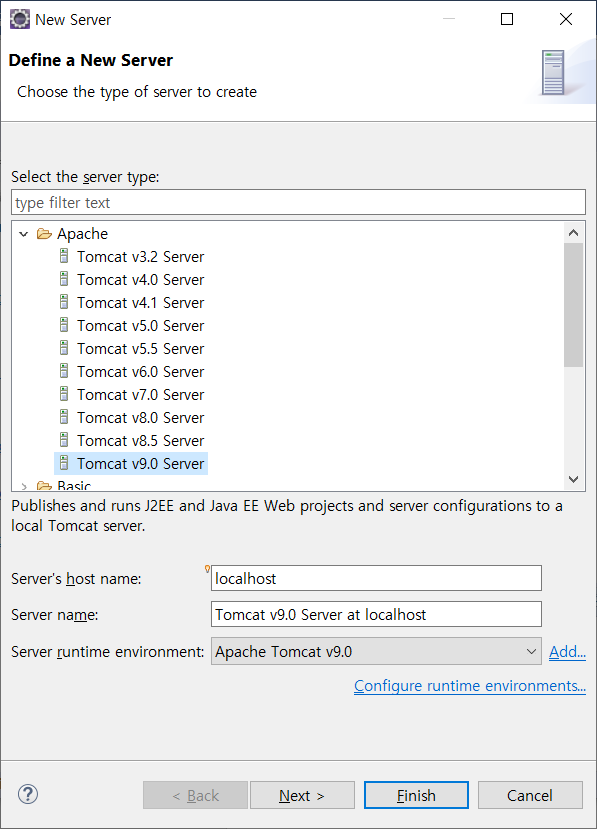 New Server
Define a New Server
Choose the type of server to create
Select the server type:
type filter text
Apache
Tomcat v3.2 Server
Tomcat v4.0 Server
Tomcat v4.1 Server
Tomcat v5.0 Server
Tomcat v5.5 Server
Tomcat v6.0 Server
Tomcat v7.0 Server
Tomcat v8.0 Server
Tomcat v8.5 Server
Tomcat v9.0 Server
Basic
Publishes and runs J2EE and Java EE Web projects and server configurations to a
local Tomcat server.
Server's host name: localhost
Server name: Tomcat v9.0 Server at localhost
Server runtime environment: Apache Tomcat v9.0 Add...
Configure runtime environments...
? < Back Next > Finish Cancel